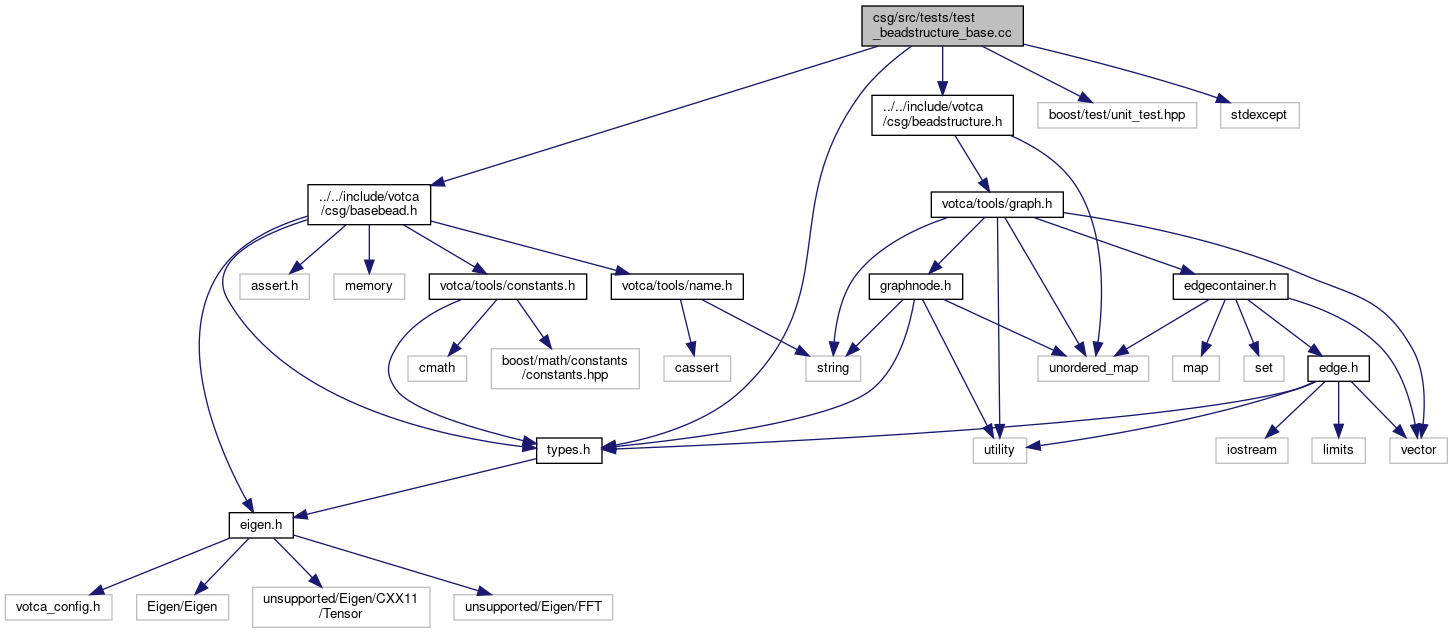 csg/src/tests/test
_beadstructure_base.cc
../../include/votca
/csg/beadstructure.h
boost/test/unit_test.hpp
stdexcept
../../include/votca
/csg/basebead.h
votca/tools/graph.h
assert.h
memory
votca/tools/constants.h
votca/tools/name.h
graphnode.h
edgecontainer.h
cmath
boost/math/constants
/constants.hpp
cassert
string
unordered_map
map
set
edge.h
types.h
utility
iostream
limits
vector
eigen.h
votca_config.h
Eigen/Eigen
unsupported/Eigen/CXX11
/Tensor
unsupported/Eigen/FFT